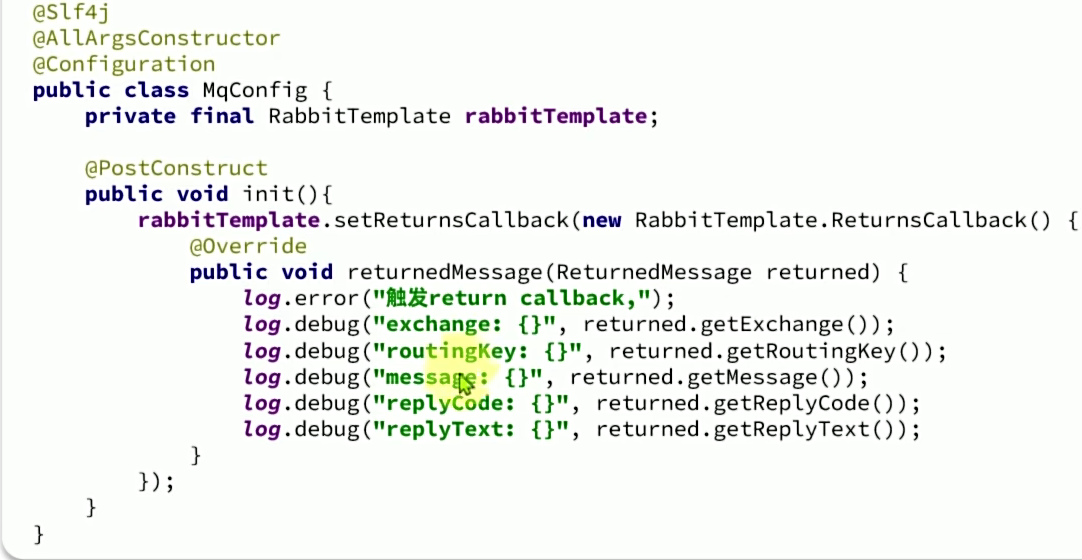 @Slf4j
@AllArgsConstructor
@Configuration
public class MqConfig {
    private final RabbitTemplate rabbitTemplate;

    @PostConstruct
    public void init(){
        rabbitTemplate.setReturnsCallback(new RabbitTemplate.ReturnsCallback() {
            @Override
            public void returnedMessage(ReturnedMessage returned) {
                log.error("触发return callback,");
                log.debug("exchange: {}", returned.getExchange());
                log.debug("routingKey: {}", returned.getRoutingKey());
                log.debug("message: {}", returned.getMessage());
                log.debug("replyCode: {}", returned.getReplyCode());
                log.debug("replyText: {}", returned.getReplyText());
            }
        });
    }
}